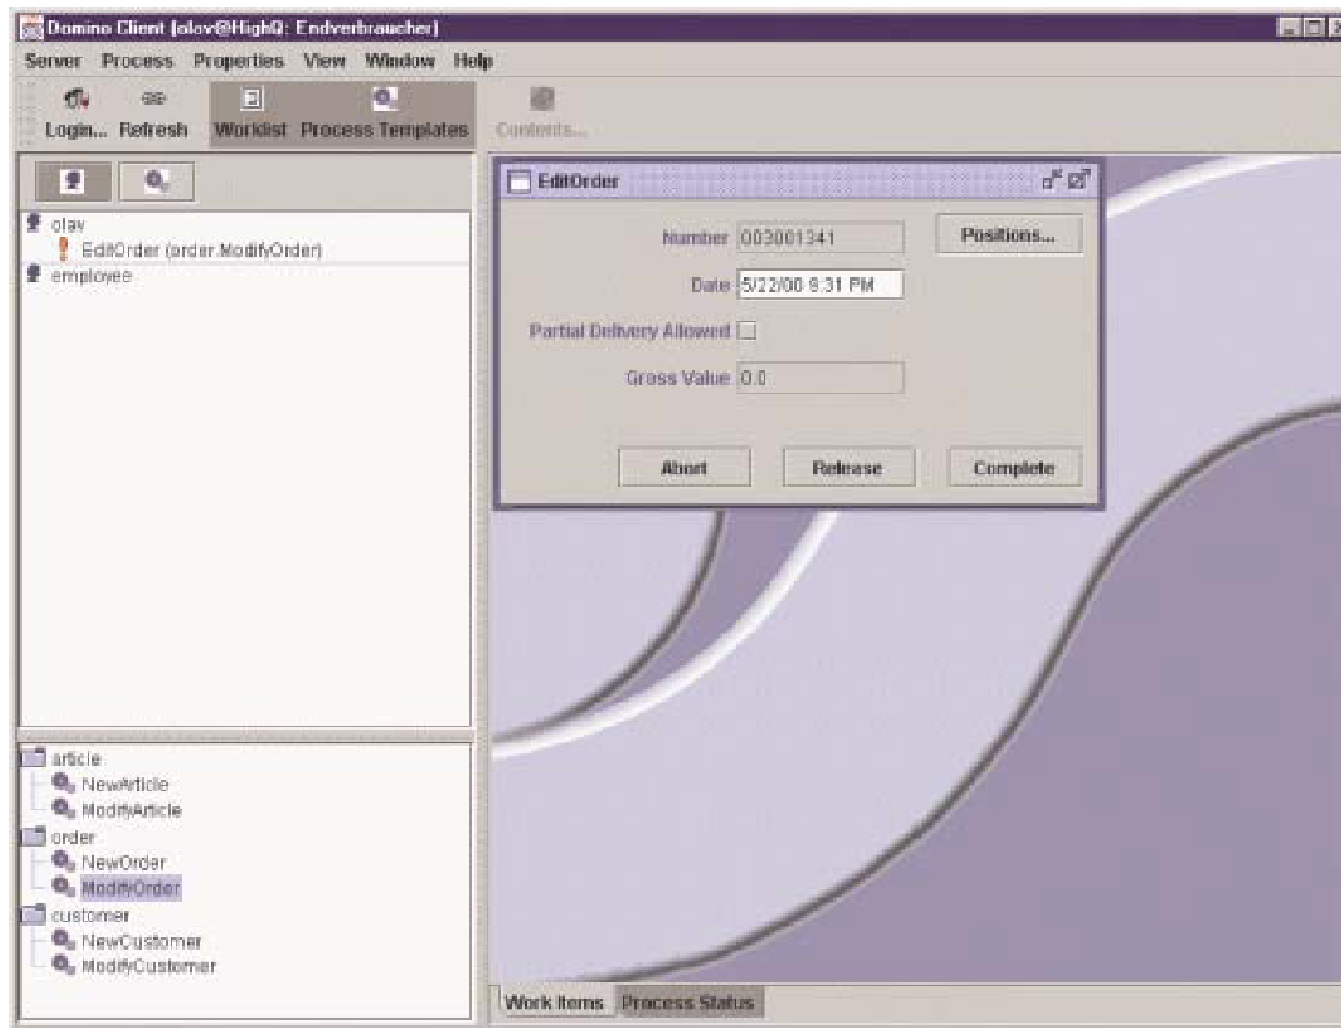 Domino Client (olav@HighQ: Endverbraucher)
Server Process Properties View Window Help
Login... Refresh Worklist Process Templates Contents...
olav
EditOrder (order.ModifyOrder)
employee
EditOrder
Number 003001341
Positions...
Date 5/22/00 9:31 PM
Partial Delivery Allowed
Gross Value 0.0
Abort Release Complete
article
NewArticle
ModifyArticle
order
NewOrder
ModifyOrder
customer
NewCustomer
ModifyCustomer
Work Items Process Status